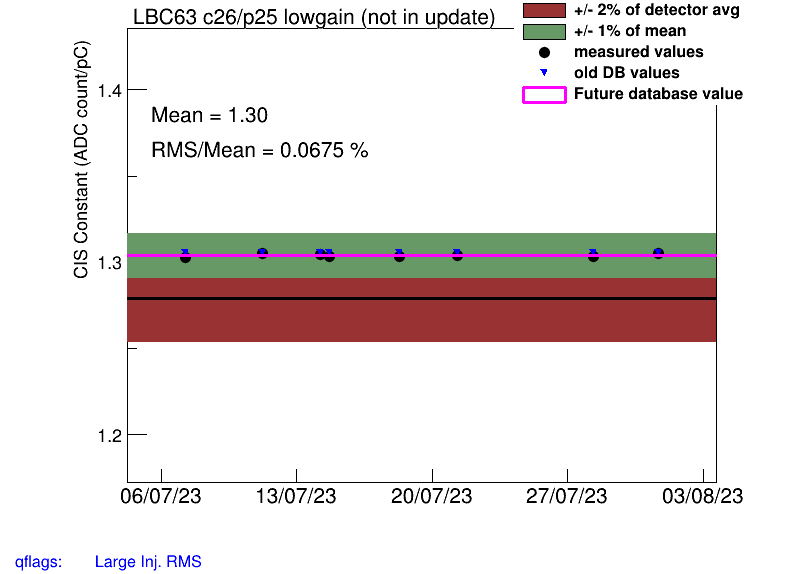 LBC63 c26/p25 lowgain (not in update)
+/- 2% of detector avg
+/- 1% of mean
measured values
old DB values
Future database value
CIS Constant (ADC count/pC)
1.4
1.3
1.2
Mean = 1.30
RMS/Mean = 0.0675 %
06/07/23 13/07/23 20/07/23 27/07/23 03/08/23
qflags: Large Inj. RMS